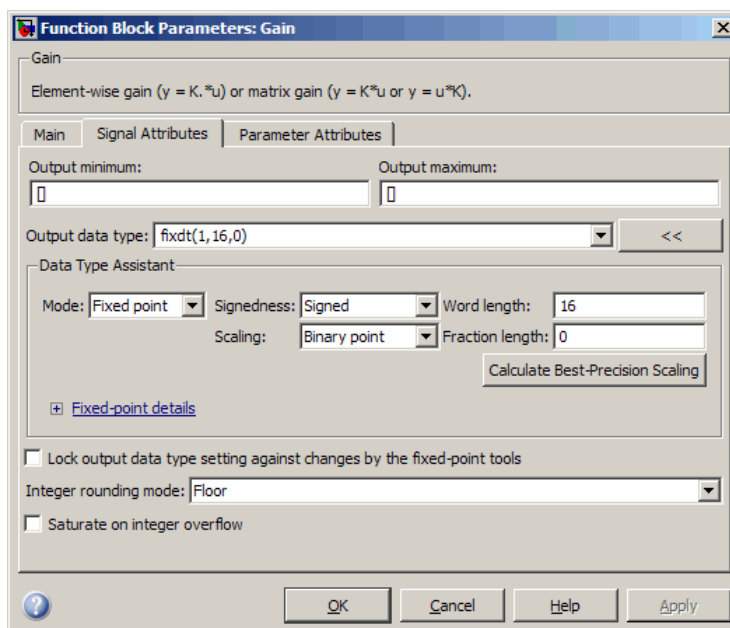 Function Block Parameters: Gain
Gain
Element-wise gain (y = K.*u) or matrix gain (y = K*u or y = u*K).
Main Signal Attributes Parameter Attributes
Output minimum: Output maximum:
[] []
Output data type: fixdt(1,16,0) <<
Data Type Assistant
Mode: Fixed point Signedness: Signed Word length: 16
Scaling: Binary point Fraction length: 0
Calculate Best-Precision Scaling
Fixed-point details
Lock output data type setting against changes by the fixed-point tools
Integer rounding mode: Floor
Saturate on integer overflow
OK Cancel Help Apply